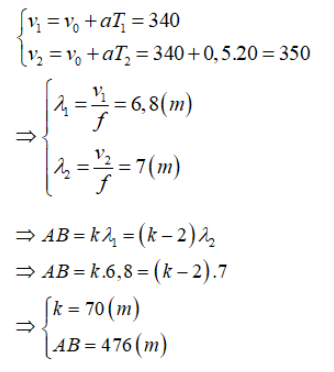 v₁ = v₀ + aT₁ = 340
v₂ = v₀ + aT₂ = 340 + 0,5.20 = 350
⇒ λ₁ = v₁/f = 6,8(m)
λ₂ = v₂/f = 7(m)
⇒ AB = kλ₁ = (k − 2)λ₂
⇒ AB = k.6,8 = (k − 2).7
⇒ k = 70(m)
AB = 476(m)